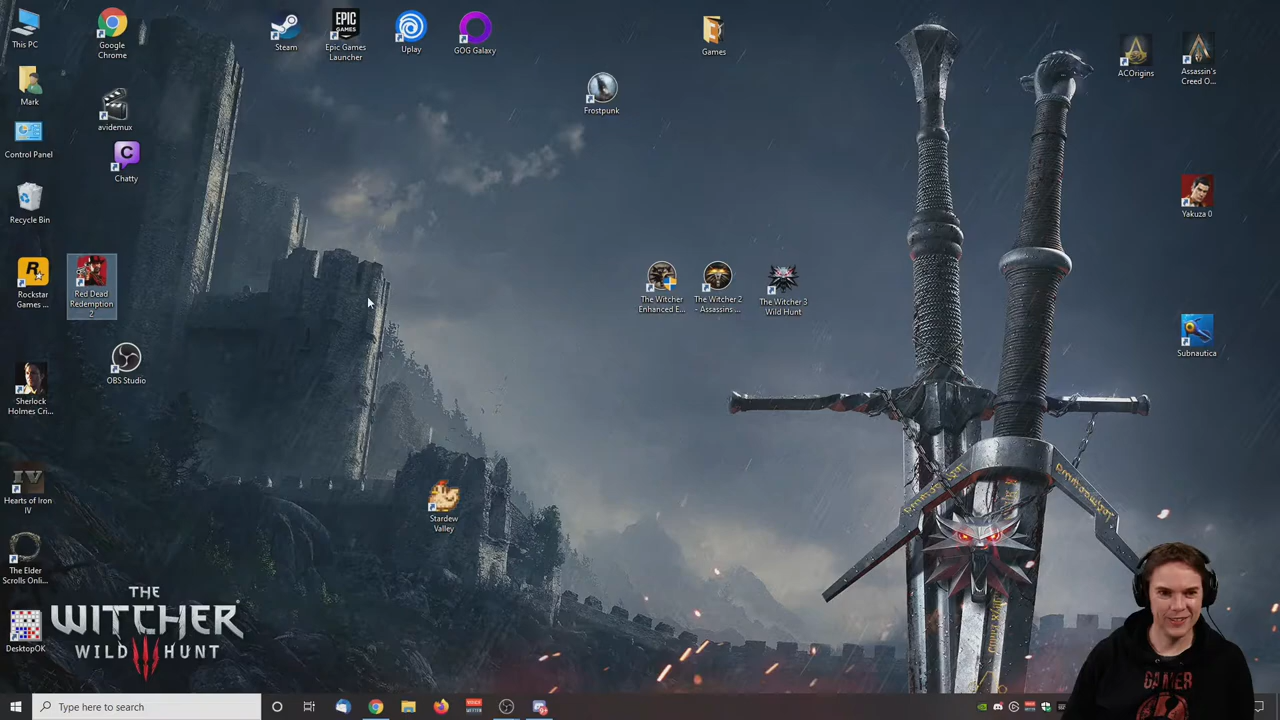 This PC
Google
Chrome
Steam
EPIC
GAMES
Epic Games
Launcher
Uplay
GOG Galaxy
Games
ACOrigins
Assassin's
Creed O...
Mark
avidemux
Frostpunk
Control Panel
C
Chatty
Recycle Bin
Yakuza 0
R
Rockstar
Games ...
Red Dead
Redemption
2
The Witcher
Enhanced E...
The Witcher 2
- Assassins...
The Witcher 3
Wild Hunt
Subnautica
OBS Studio
Sherlock
Holmes Cri...
IV
Hearts of Iron
IV
Stardew
Valley
The Elder
Scrolls Onli...
DesktopOK
THE
WITCHER
WILD III HUNT
GAMER
Type here to search